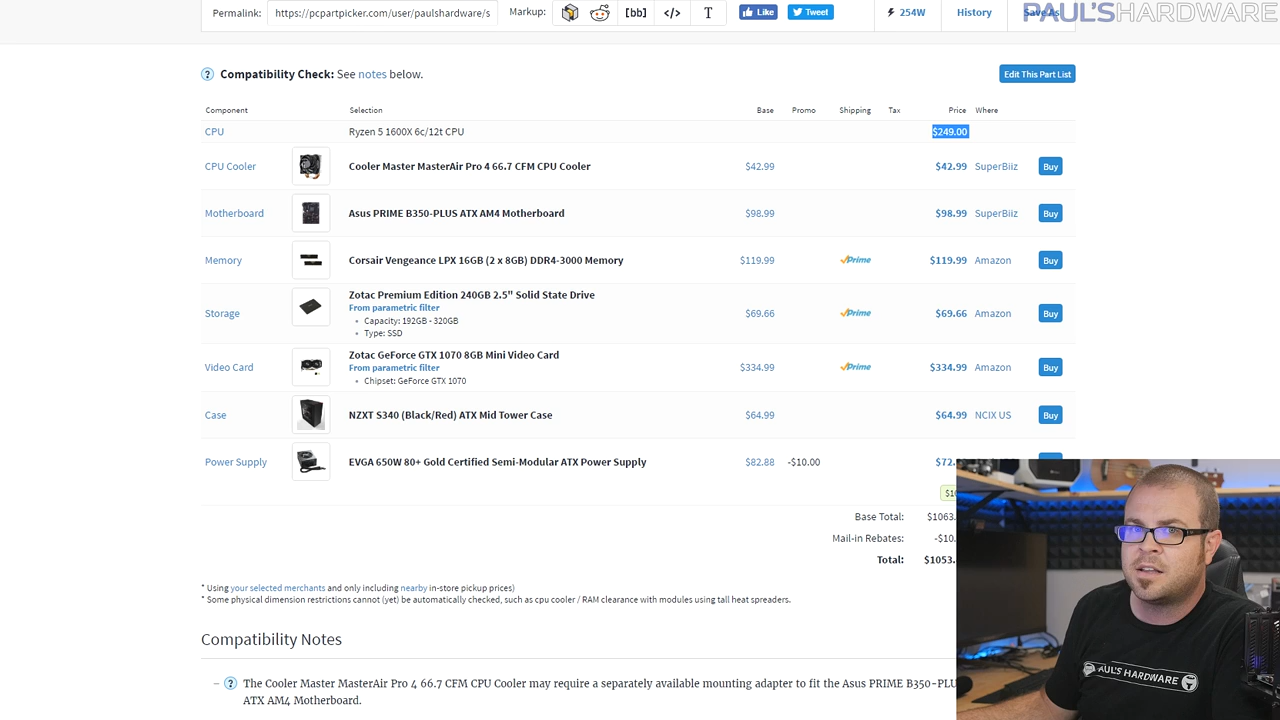 Permalink: https://pcpartpicker.com/user/paulshardware/s Markup: [bb] </> T Like Tweet 254W History Save As
PAUL'SHARDWARE
Compatibility Check: See notes below. Edit This Part List
Component Selection Base Promo Shipping Tax Price Where
CPU Ryzen 5 1600X 6c/12t CPU $249.00
CPU Cooler Cooler Master MasterAir Pro 4 66.7 CFM CPU Cooler $42.99 $42.99 SuperBiiz Buy
Motherboard Asus PRIME B350-PLUS ATX AM4 Motherboard $98.99 $98.99 SuperBiiz Buy
Memory Corsair Vengeance LPX 16GB (2 x 8GB) DDR4-3000 Memory $119.99 Prime $119.99 Amazon Buy
Zotac Premium Edition 240GB 2.5" Solid State Drive
From parametric filter
Storage • Capacity: 192GB - 320GB $69.66 Prime $69.66 Amazon Buy
• Type: SSD
Zotac GeForce GTX 1070 8GB Mini Video Card
Video Card From parametric filter $334.99 Prime $334.99 Amazon Buy
• Chipset: GeForce GTX 1070
Case NZXT S340 (Black/Red) ATX Mid Tower Case $64.99 $64.99 NCIX US Buy
Power Supply EVGA 650W 80+ Gold Certified Semi-Modular ATX Power Supply $82.88 -$10.00 $72.
Base Total: $1063.
Mail-in Rebates: -$10.
Total: $1053.
* Using your selected merchants and only including nearby in-store pickup prices)
* Some physical dimension restrictions cannot (yet) be automatically checked, such as cpu cooler / RAM clearance with modules using tall heat spreaders.
Compatibility Notes
– The Cooler Master MasterAir Pro 4 66.7 CFM CPU Cooler may require a separately available mounting adapter to fit the Asus PRIME B350-PLU
ATX AM4 Motherboard.
PAUL'S HARDWARE